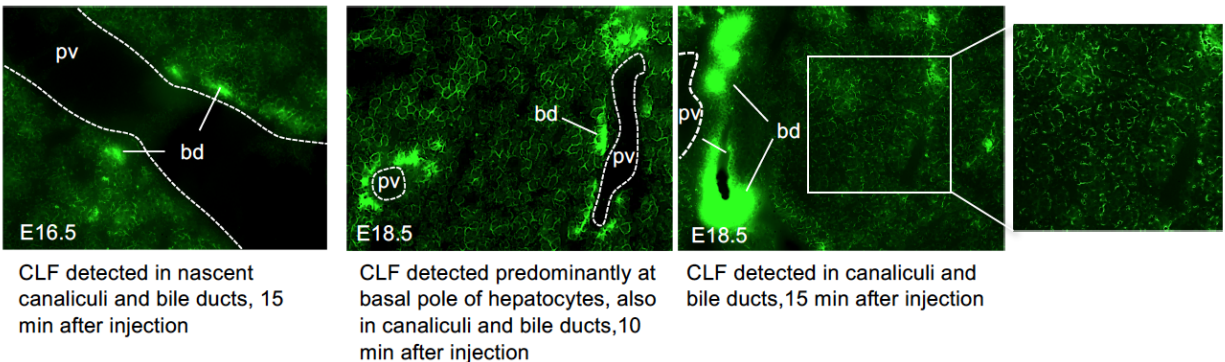 pv
bd
E16.5
bd
pv
pv
E18.5
pv
bd
E18.5
CLF detected in nascent
canaliculi and bile ducts, 15
min after injection
CLF detected predominantly at
basal pole of hepatocytes, also
in canaliculi and bile ducts,10
min after injection
CLF detected in canaliculi and
bile ducts,15 min after injection